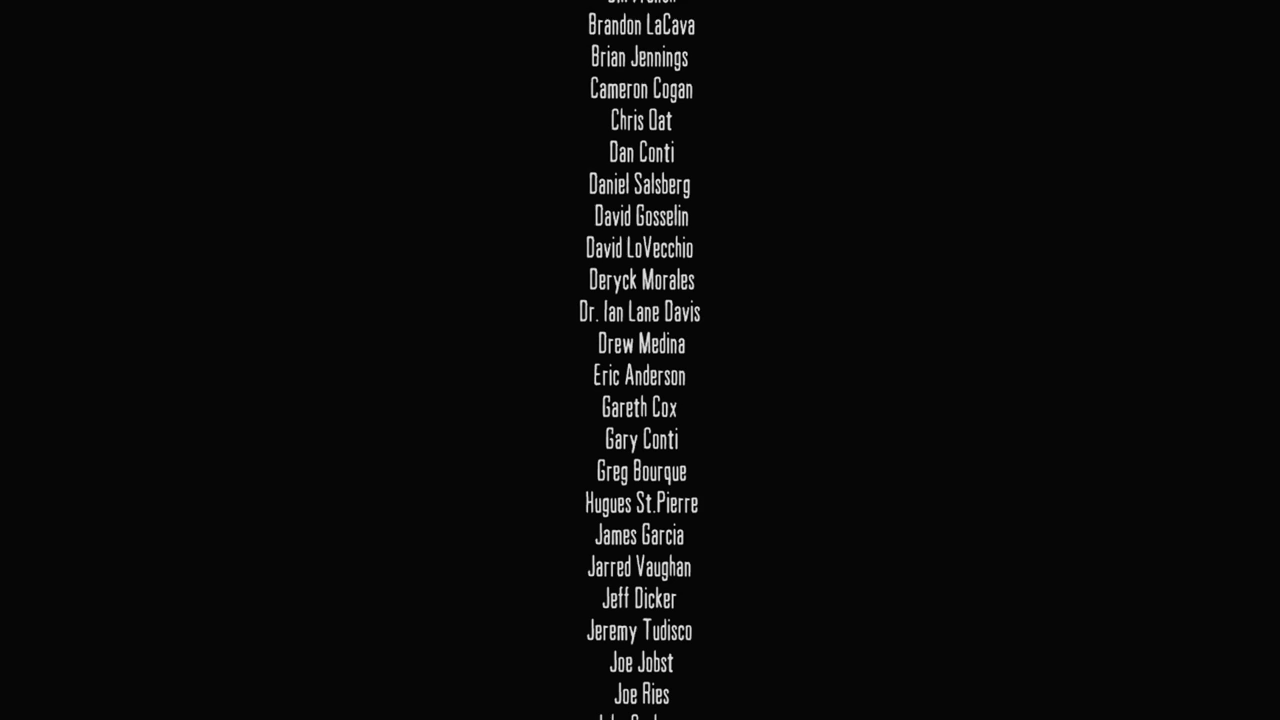 Brandon LaCava
Brian Jennings
Cameron Cogan
Chris Oat
Dan Conti
Daniel Salsberg
David Gosselin
David LoVecchio
Deryck Morales
Dr. Ian Lane Davis
Drew Medina
Eric Anderson
Gareth Cox
Gary Conti
Greg Bourque
Hugues St.Pierre
James Garcia
Jarred Vaughan
Jeff Dicker
Jeremy Tudisco
Joe Jobst
Joe Ries